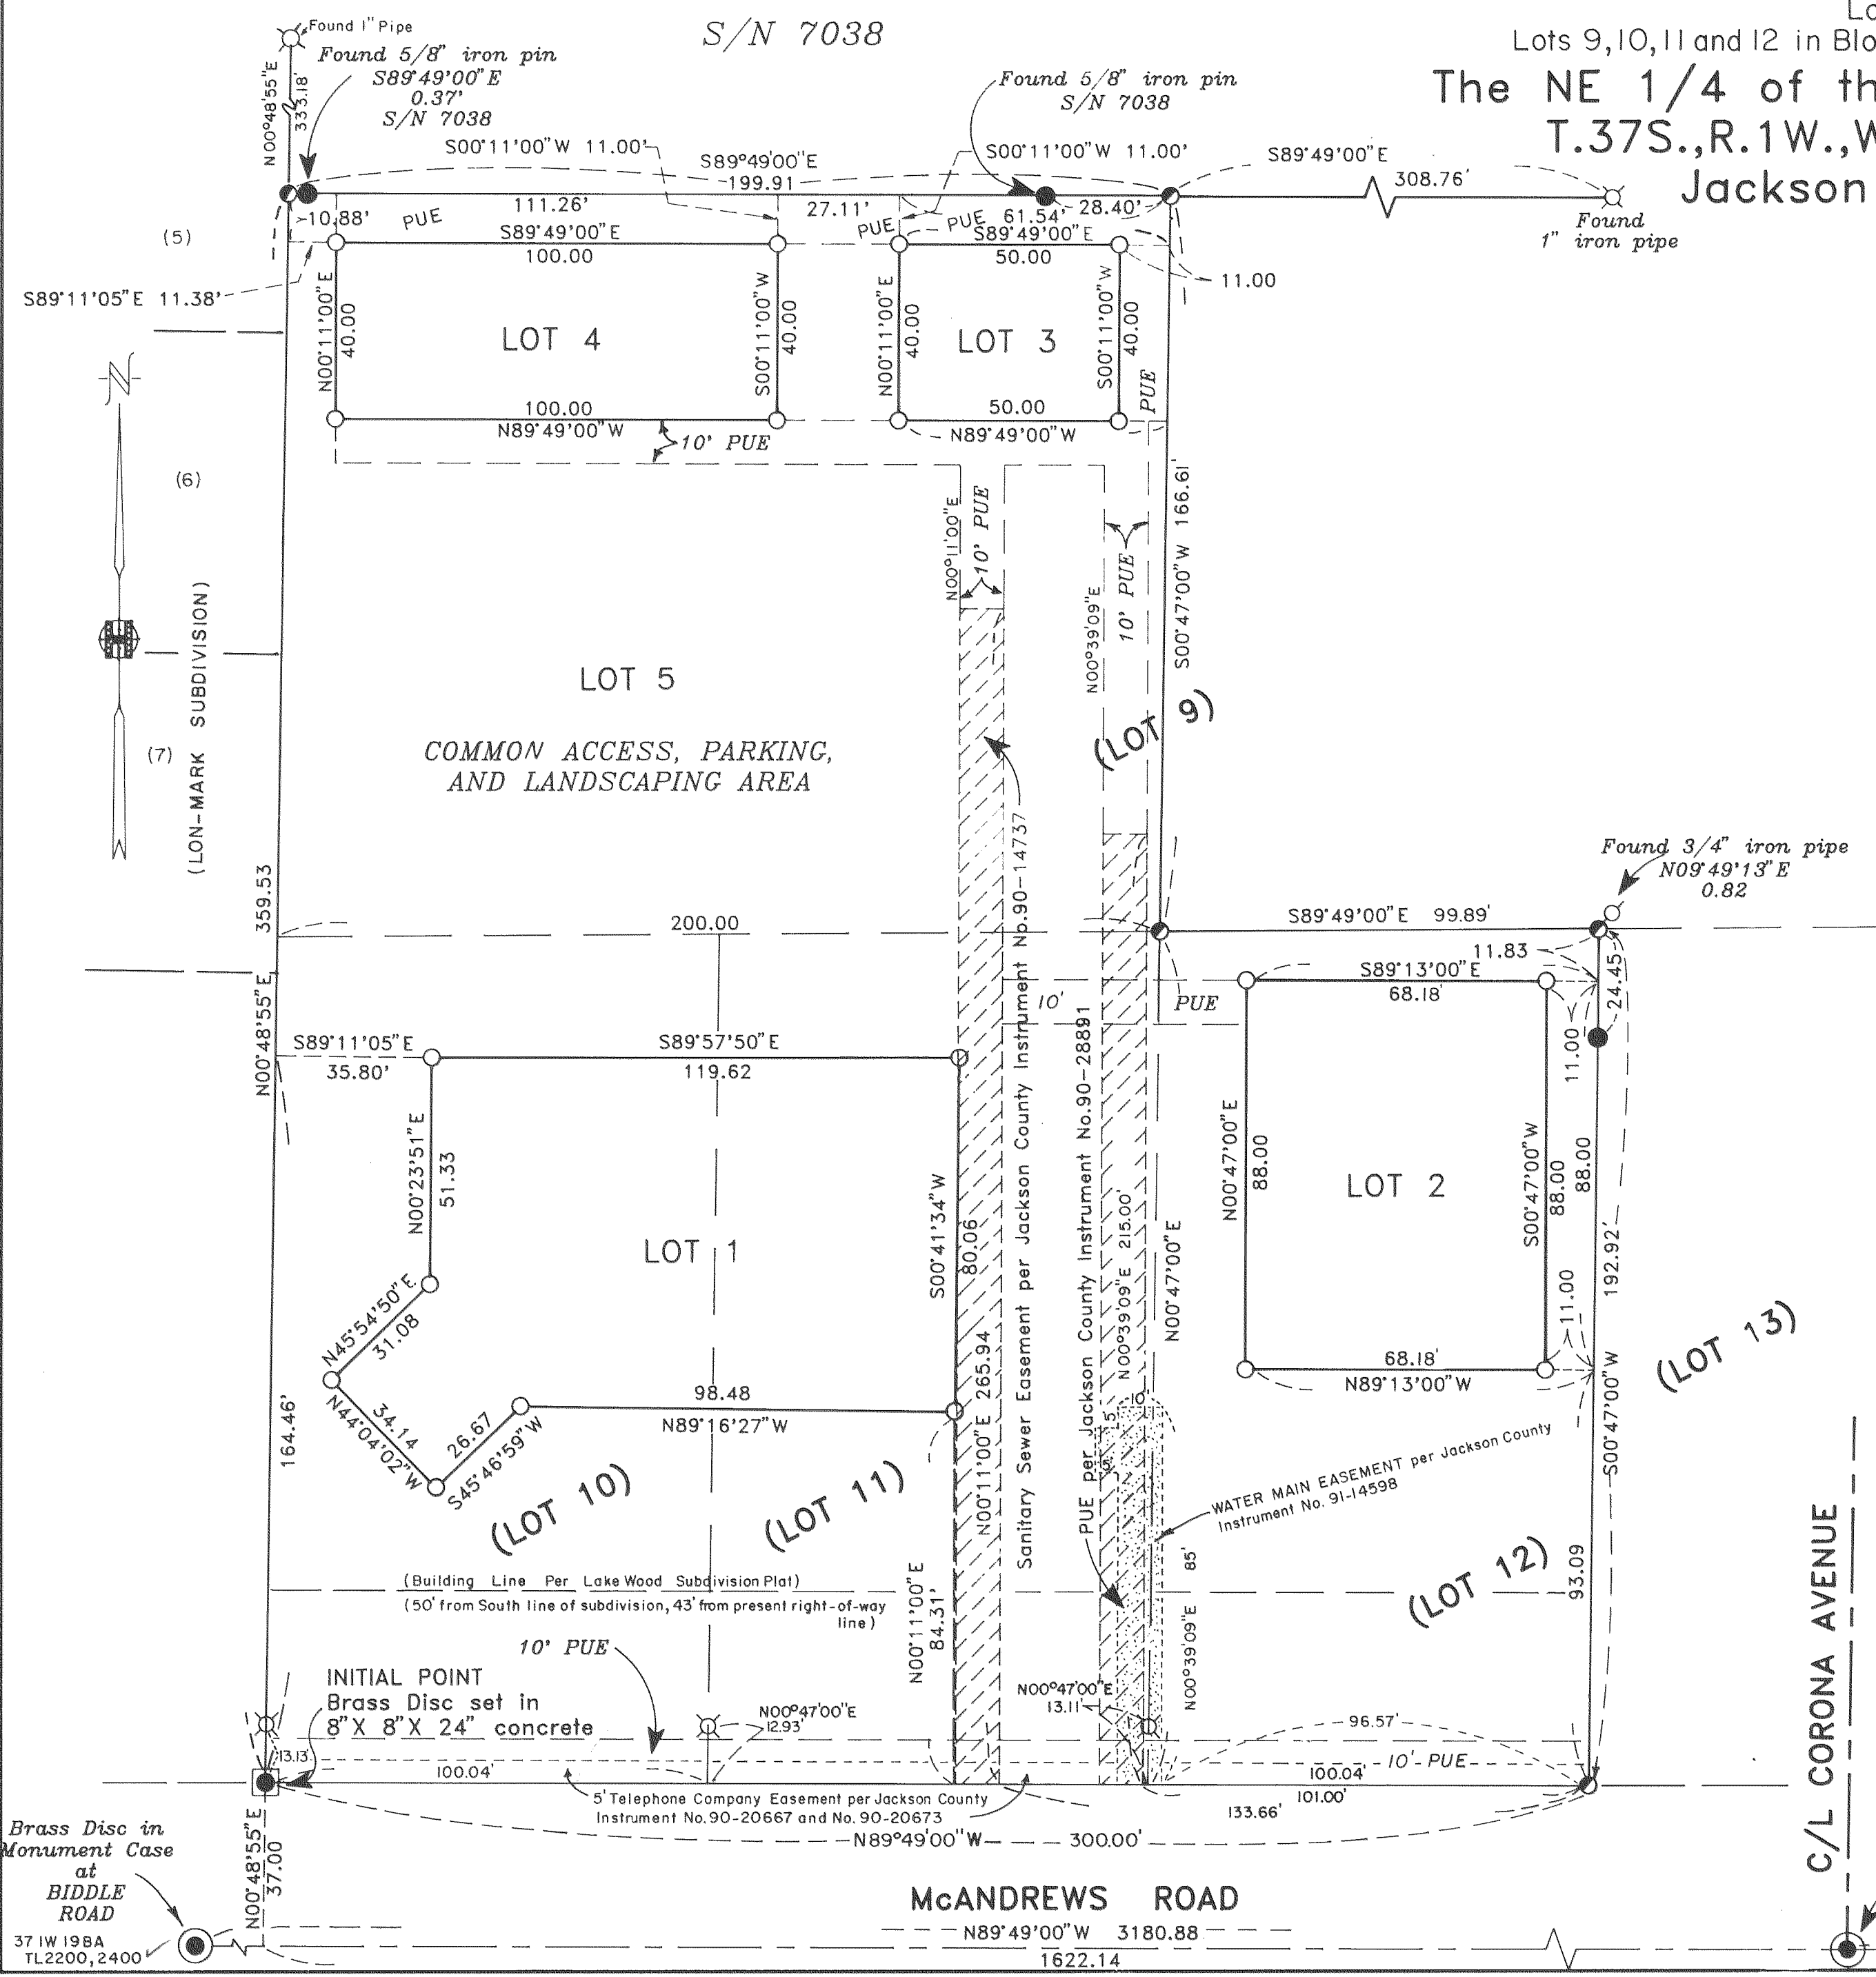 Found 1" Pipe
S/N 7038
Lots 9,10,11 and 12 in
The NE 1/4 of
T.37S.,R.1W.,
Jackson
N00°48'55"E
333.18'
Found 5/8" iron pin
S89°49'00"E
0.37'
S/N 7038
Found 5/8" iron pin
S/N 7038
S00°11'00"W 11.00'
S89°49'00"E
199.91
S00°11'00"W 11.00'
S89°49'00"E
308.76'
Found
1" iron pipe
10.88'
PUE
111.26'
27.11'
PUE
PUE
61.54'
28.40'
(5)
S89°49'00"E
100.00
S89°49'00"E
50.00
11.00
S89°11'05"E 11.38'
N00°11'00"E
40.00
LOT 4
S00°11'00"W
40.00
N00°11'00"E
40.00
LOT 3
S00°11'00"W
40.00
PUE
100.00
N89°49'00"W
10' PUE
50.00
N89°49'00"W
N
(6)
(7)
(LON-MARK SUBDIVISION)
N00°11'00"E
10' PUE
N00°39'09"E
10' PUE
S00°47'00"W 166.61'
LOT 5
COMMON ACCESS, PARKING,
AND LANDSCAPING AREA
(LOT 9)
Found 3/4" iron pipe
N09°49'13"E
0.82
359.53
N00°48'55"E
200.00
S89°49'00"E 99.89'
11.83
24.45
S89°13'00"E
68.18'
10'
PUE
11.00
S89°11'05"E
35.80'
S89°57'50"E
119.62
N00°23'51"E
51.33
LOT 1
S00°41'34"W
80.06
Sanitary Sewer Easement per Jackson County Instrument No.90-14737
PUE per Jackson County Instrument No.90-28891
N00°39'09"E 215.00'
N00°47'00"E
N00°47'00"E
88.00
LOT 2
S00°47'00"W
88.00
88.00
192.92'
11.00
N45°54'50"E
31.08
34.14
N44°04'02"W
26.67
S45°46'59"W
98.48
N89°16'27"W
N00°11'00"E 265.94
68.18'
N89°13'00"W
(LOT 13)
S00°47'00"W
164.46'
10'
5'
5'
(LOT 10)
(LOT 11)
WATER MAIN EASEMENT per Jackson County
Instrument No. 91-14598
(LOT 12)
93.09
C/L CORONA AVENUE
(Building Line Per Lake Wood Subdivision Plat)
(50' from South line of subdivision, 43' from present right-of-way
line)
N00°11'00"E
84.31'
N00°39'09"E 85'
10' PUE
INITIAL POINT
Brass Disc set in
8"X 8"X 24" concrete
N00°47'00"E
12.93'
N00°47'00"E
13.11'
13.13'
96.57'
10' PUE
100.04'
100.04'
101.00'
133.66'
5' Telephone Company Easement per Jackson County
Instrument No.90-20667 and No.90-20673
N89°49'00"W 300.00'
N00°48'55"E
37.00
Brass Disc in
Monument Case
at
BIDDLE
ROAD
37 1W 19BA
TL2200,2400
McANDREWS ROAD
N89°49'00"W 3180.88
1622.14